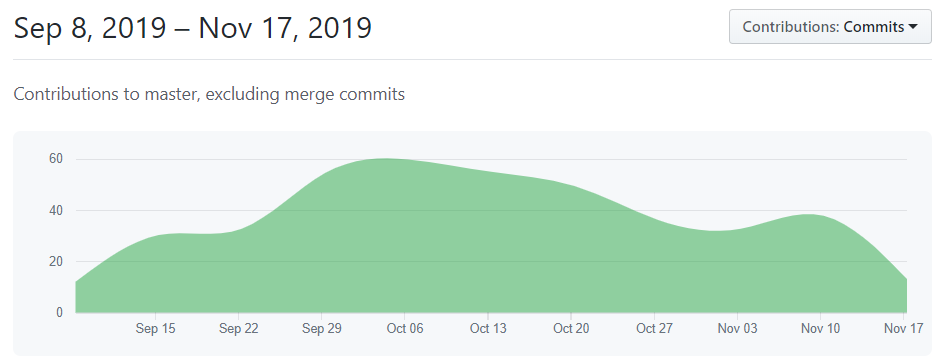 Sep 8, 2019 – Nov 17, 2019
Contributions: Commits
Contributions to master, excluding merge commits
60
40
20
0
Sep 15 Sep 22 Sep 29 Oct 06 Oct 13 Oct 20 Oct 27 Nov 03 Nov 10 Nov 17